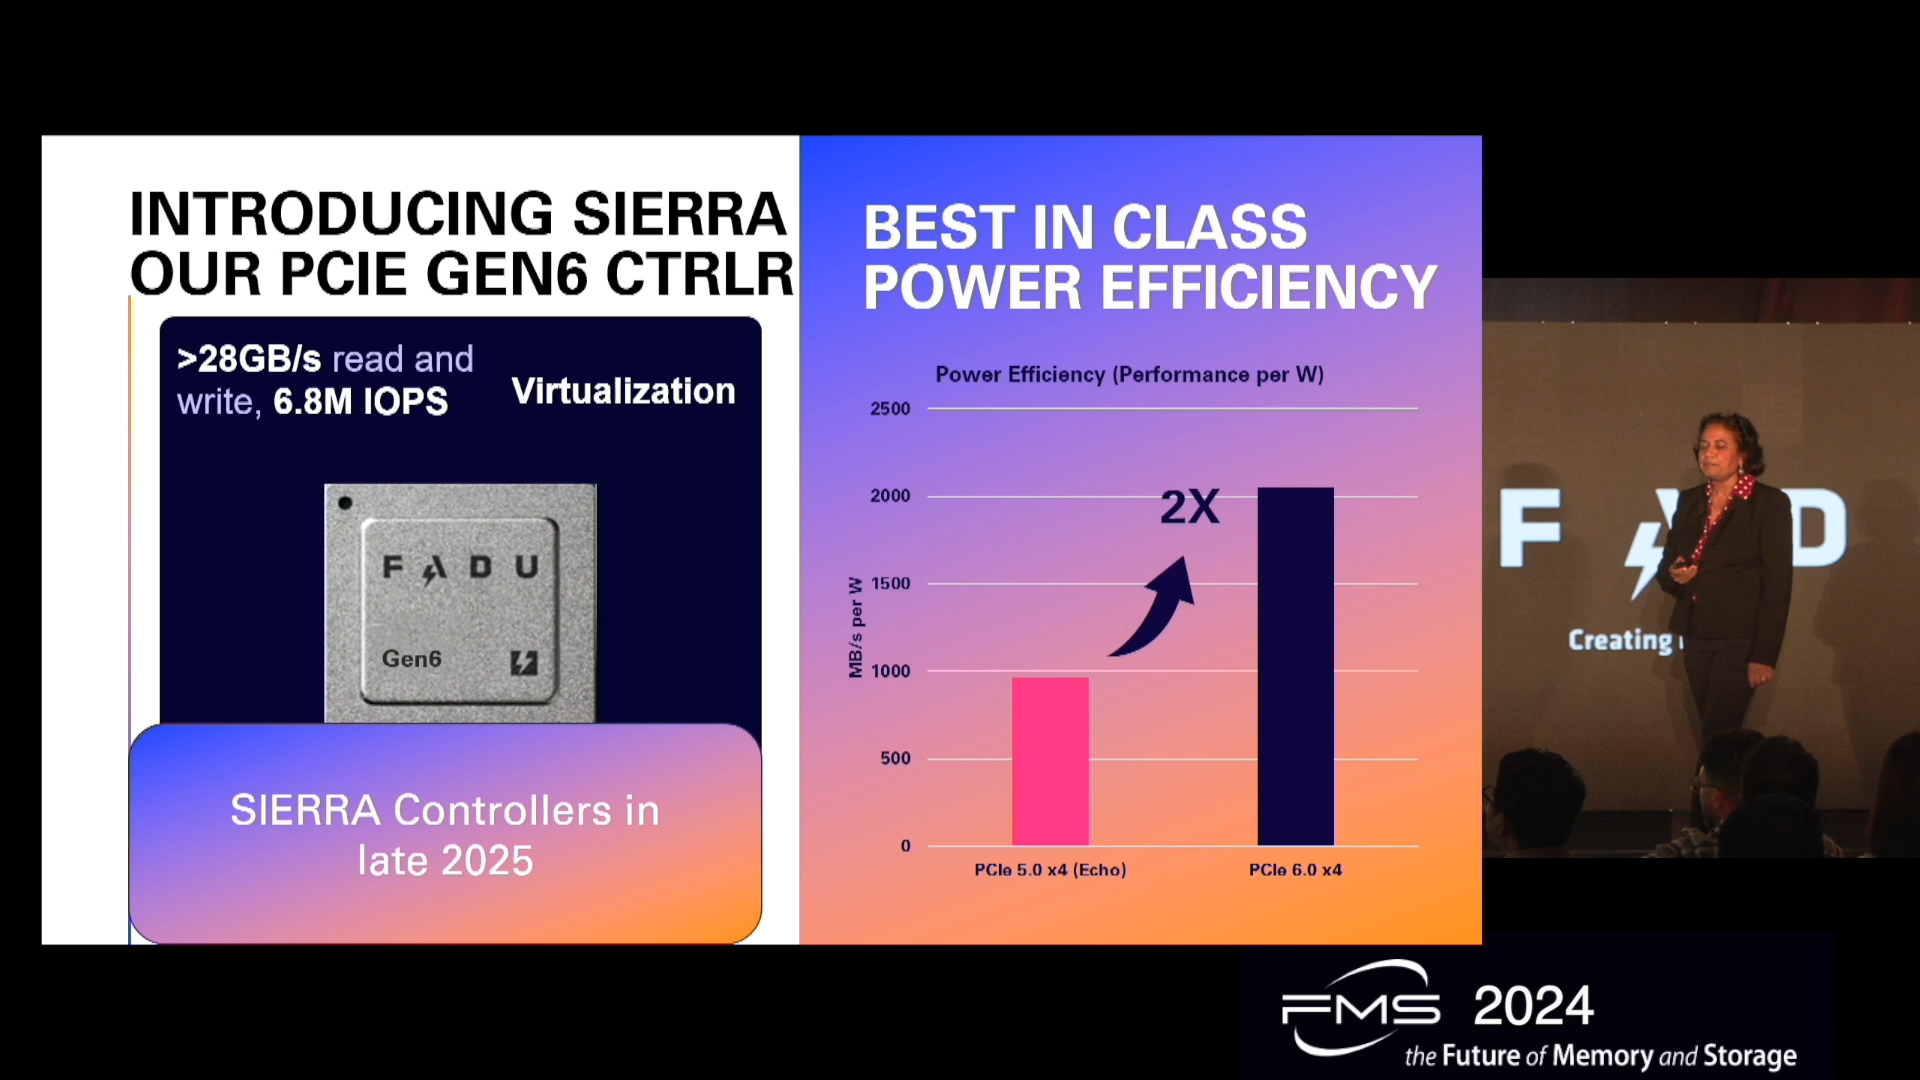 INTRODUCING SIERRA
OUR PCIE GEN6 CTRLR
>28GB/s read and
write, 6.8M IOPS
Virtualization
FADU
Gen6
SIERRA Controllers in
late 2025
BEST IN CLASS
POWER EFFICIENCY
Power Efficiency (Performance per W)
MB/s per W
2500
2000
1500
1000
500
0
2X
PCIe 5.0 x4 (Echo)
PCIe 6.0 x4
F A D
Creating
FMS 2024
the Future of Memory and Storage